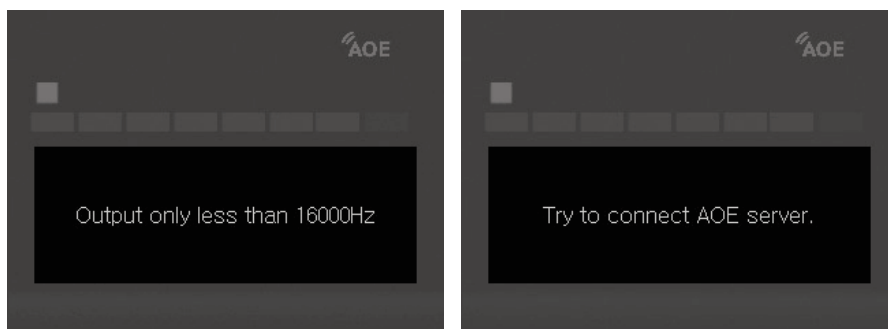 AOE
Output only less than 16000Hz
AOE
Try to connect AOE server.